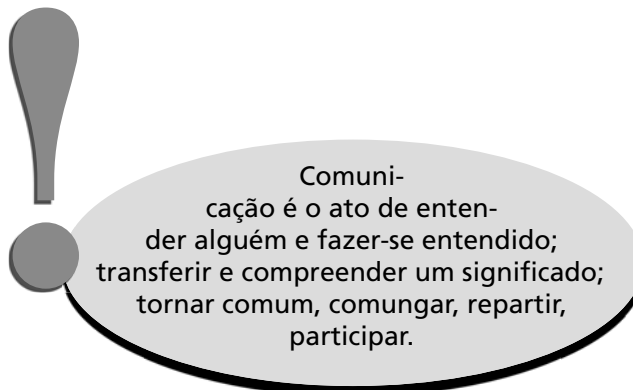 Comuni-
cação é o ato de enten-
der alguém e fazer-se entendido;
transferir e compreender um significado;
tornar comum, comungar, repartir,
participar.